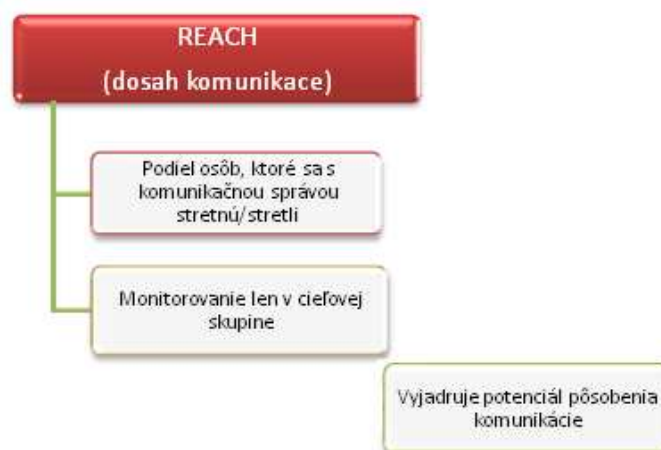 REACH
(dosah komunikace)
Podiel osôb, ktoré sa s
komunikačnou správou
stretnú/stretli
Monitorovanie len v cieľovej
skupine
Vyjadruje potenciál pôsobenia
komunikácie